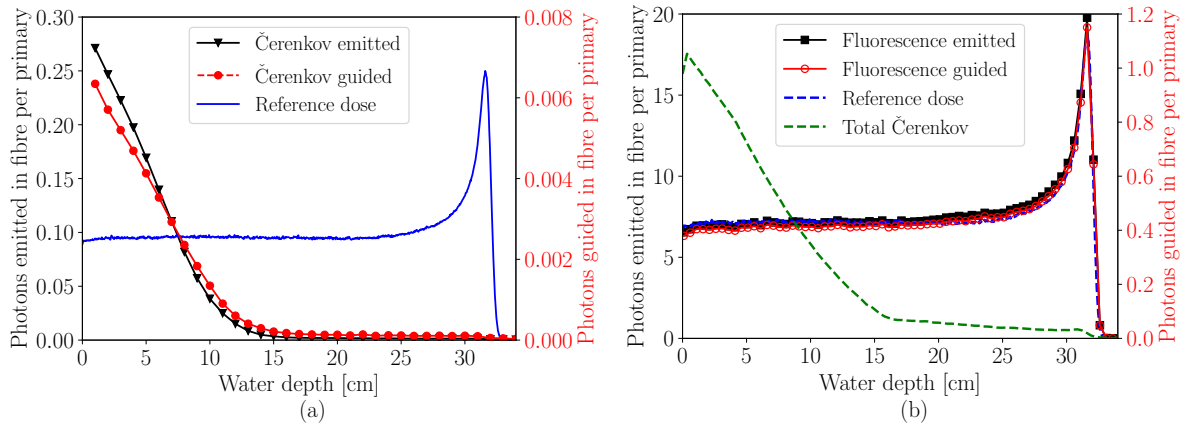 Photons emitted in fibre per primary
0.30
0.25
0.20
0.15
0.10
0.05
0.00
Čerenkov emitted
Čerenkov guided
Reference dose
0.008
0.006
0.004
0.002
0.000
Photons guided in fibre per primary
0 5 10 15 20 25 30
Water depth [cm]
(a)
Photons emitted in fibre per primary
20
15
10
5
0
Fluorescence emitted
Fluorescence guided
Reference dose
Total Čerenkov
1.2
1.0
0.8
0.6
0.4
0.2
0.0
Photons guided in fibre per primary
0 5 10 15 20 25 30
Water depth [cm]
(b)